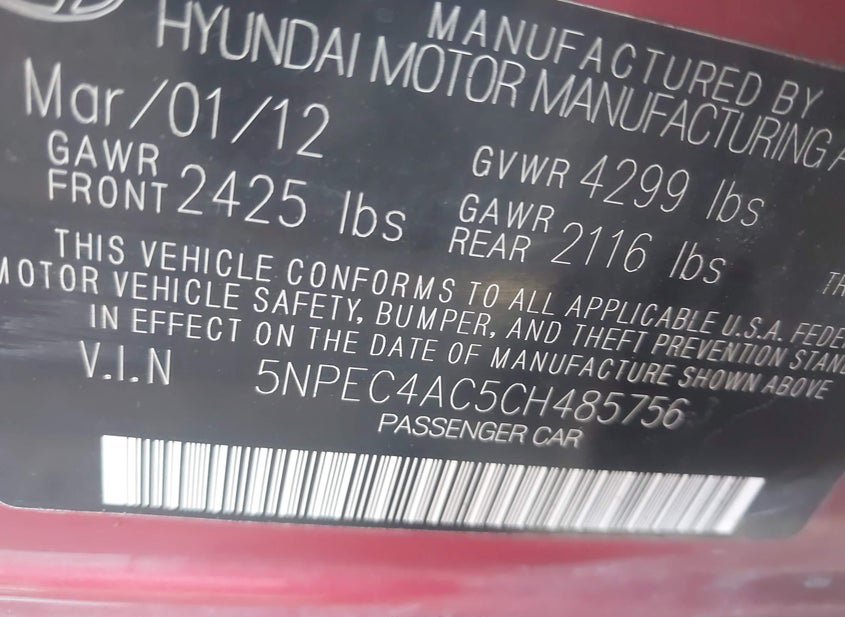 MANUFACTURED BY
HYUNDAI MOTOR MANUFACTURING A
Mar/01/12
GVWR 4299 lbs
GAWR FRONT 2425 lbs
GAWR REAR 2116 lbs
THIS VEHICLE CONFORMS TO ALL APPLICABLE U.S.A. FEDE
MOTOR VEHICLE SAFETY, BUMPER, AND THEFT PREVENTION STAN
IN EFFECT ON THE DATE OF MANUFACTURE SHOWN ABOVE
V.I.N 5NPEC4AC5CH485756
PASSENGER CAR